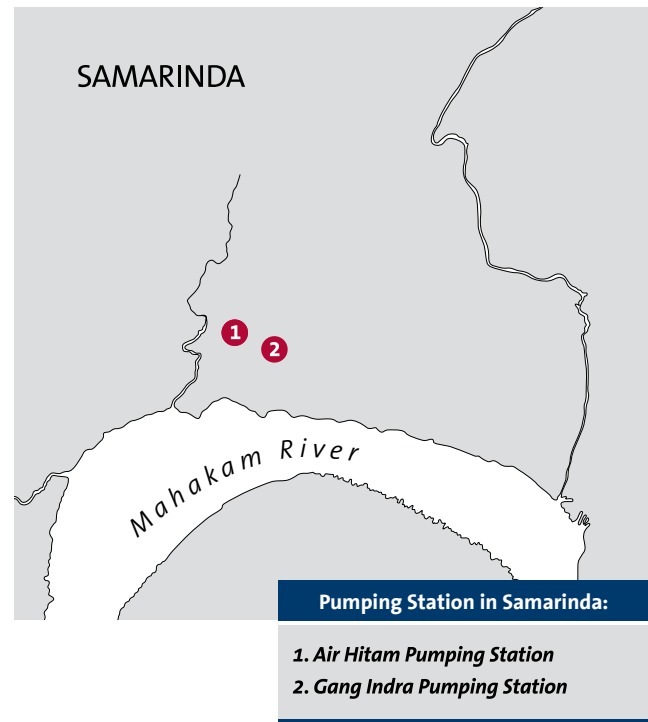 SAMARINDA
1
2
Mahakam River
Pumping Station in Samarinda:
1. Air Hitam Pumping Station
2. Gang Indra Pumping Station